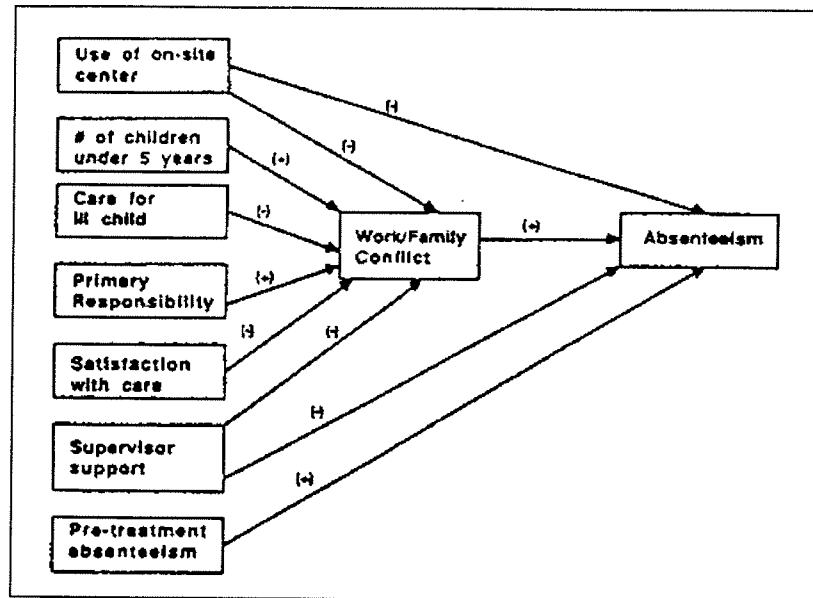 Use of on-site
center
(-)
# of children
under 5 years
(-)
(+)
Care for
ill child
(-)
Work/Family
Conflict
(+)
Absenteeism
Primary
Responsibility
(+)
(-)
(-)
Satisfaction
with care
(-)
Supervisor
support
(+)
Pre-treatment
absenteeism